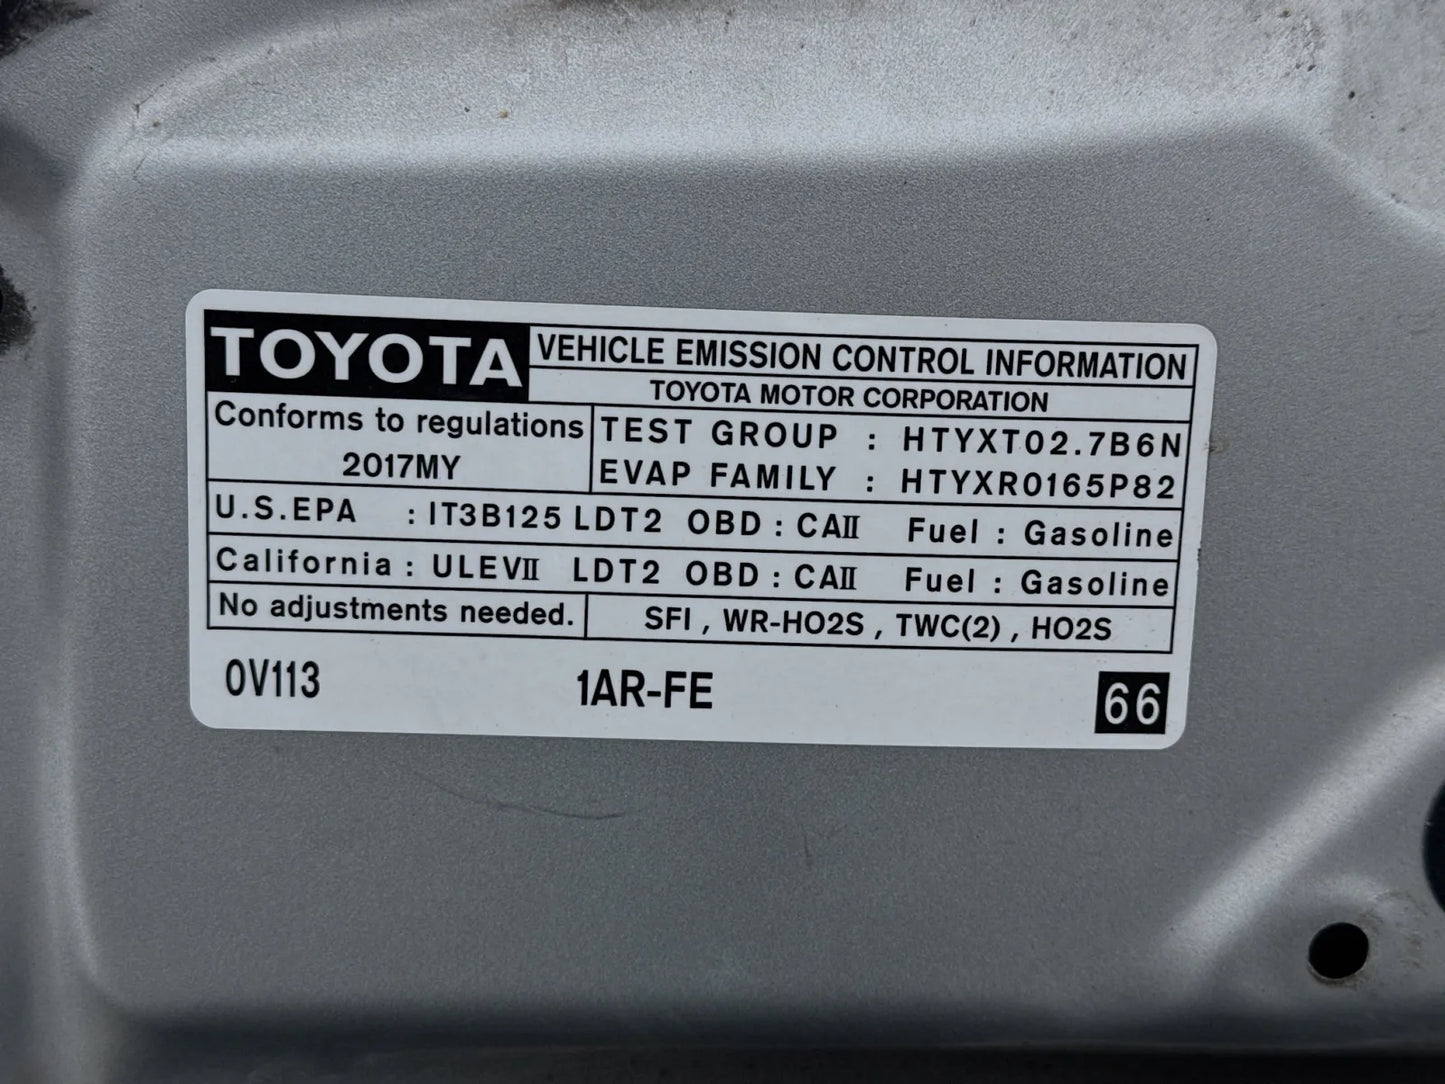 TOYOTA
VEHICLE EMISSION CONTROL INFORMATION
TOYOTA MOTOR CORPORATION
Conforms to regulations
2017MY
TEST GROUP : HTYXT02.7B6N
EVAP FAMILY : HTYXR0165P82
U.S.EPA : IT3B125 LDT2 OBD : CAII Fuel : Gasoline
California : ULEVII LDT2 OBD : CAII Fuel : Gasoline
No adjustments needed.
SFI , WR-HO2S , TWC(2) , HO2S
0V113 1AR-FE 66